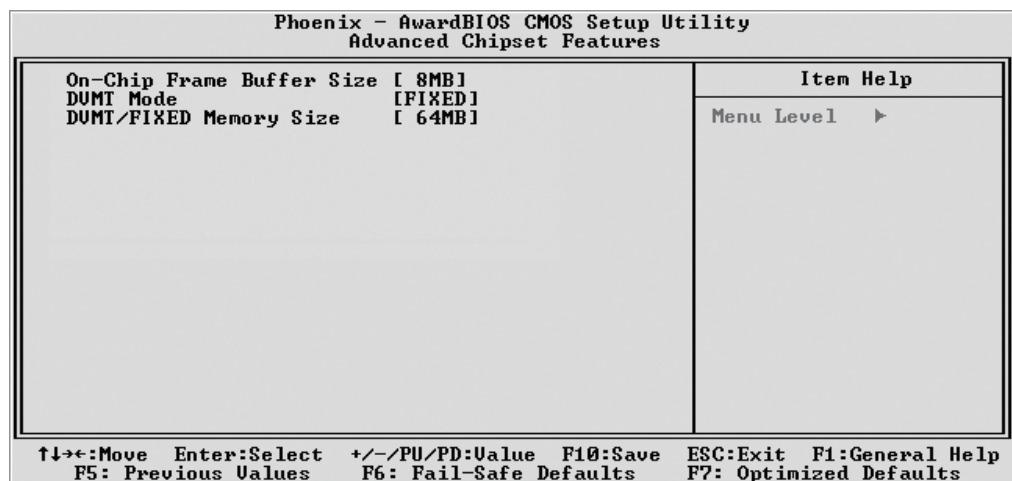 Phoenix - AwardBIOS CMOS Setup Utility
Advanced Chipset Features
On-Chip Frame Buffer Size [ 8MB]
DVMT Mode [FIXED]
DVMT/FIXED Memory Size [ 64MB]
Item Help
Menu Level ►
↑↓→←:Move Enter:Select +/-/PU/PD:Value F10:Save ESC:Exit F1:General Help
F5: Previous Values F6: Fail-Safe Defaults F7: Optimized Defaults